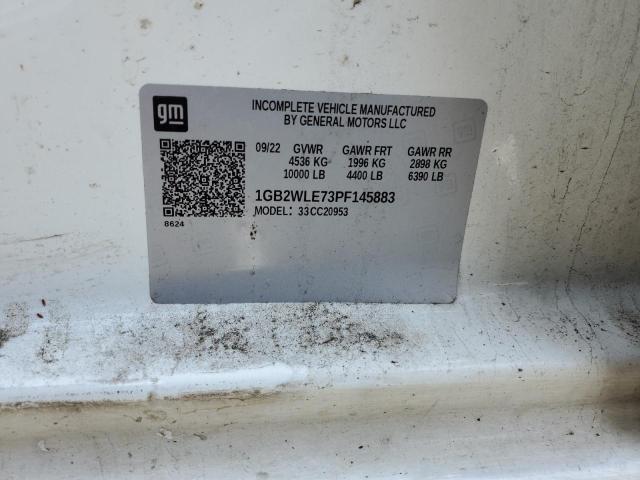 gm
INCOMPLETE VEHICLE MANUFACTURED
BY GENERAL MOTORS LLC
09/22 GVWR GAWR FRT GAWR RR
4536 KG 1996 KG 2898 KG
10000 LB 4400 LB 6390 LB
1GB2WLE73PF145883
MODEL: 33CC20953
8624